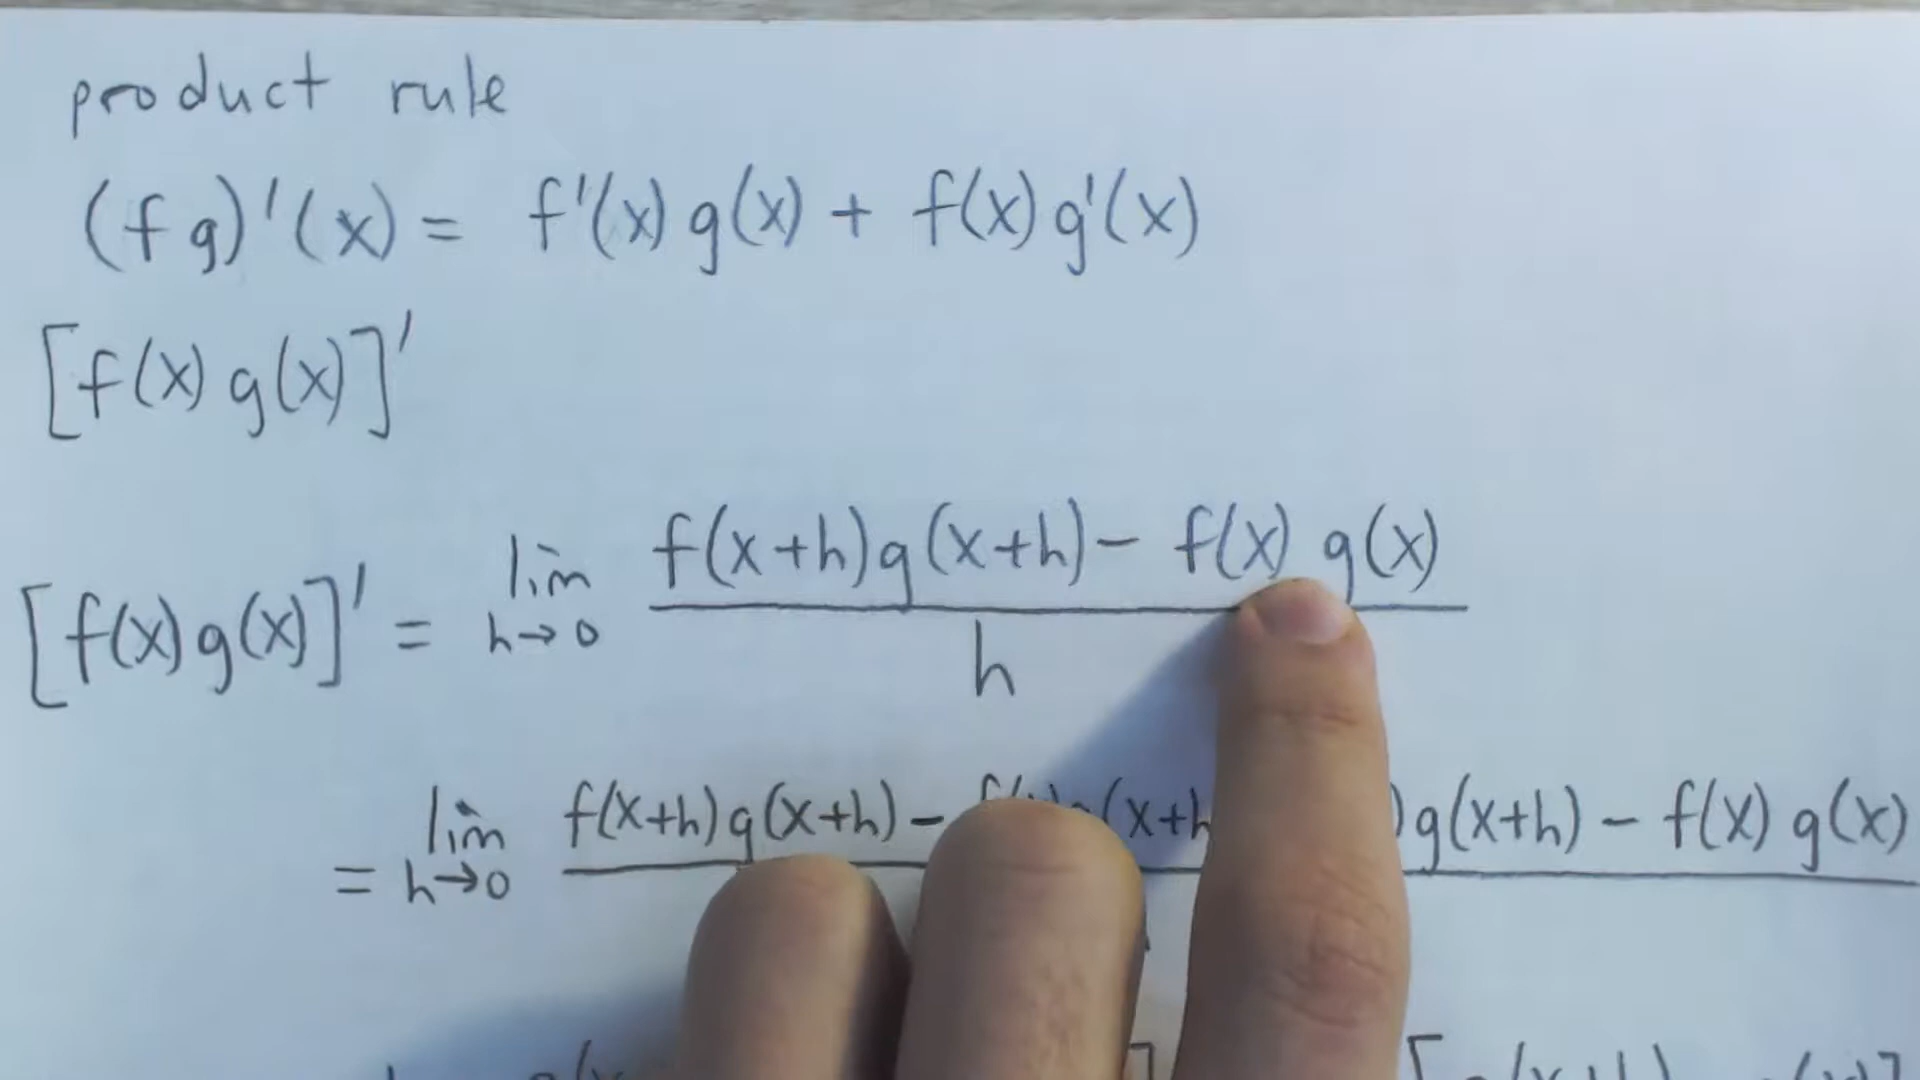 product rule
(fg)'(x) = f'(x) g(x) + f(x) g'(x)
[f(x) g(x)]'
[f(x) g(x)]' = lim h→0 f(x+h)g(x+h) - f(x) g(x)
h
= lim h→0 f(x+h)g(x+h) - (x+h )g(x+h) - f(x) g(x)